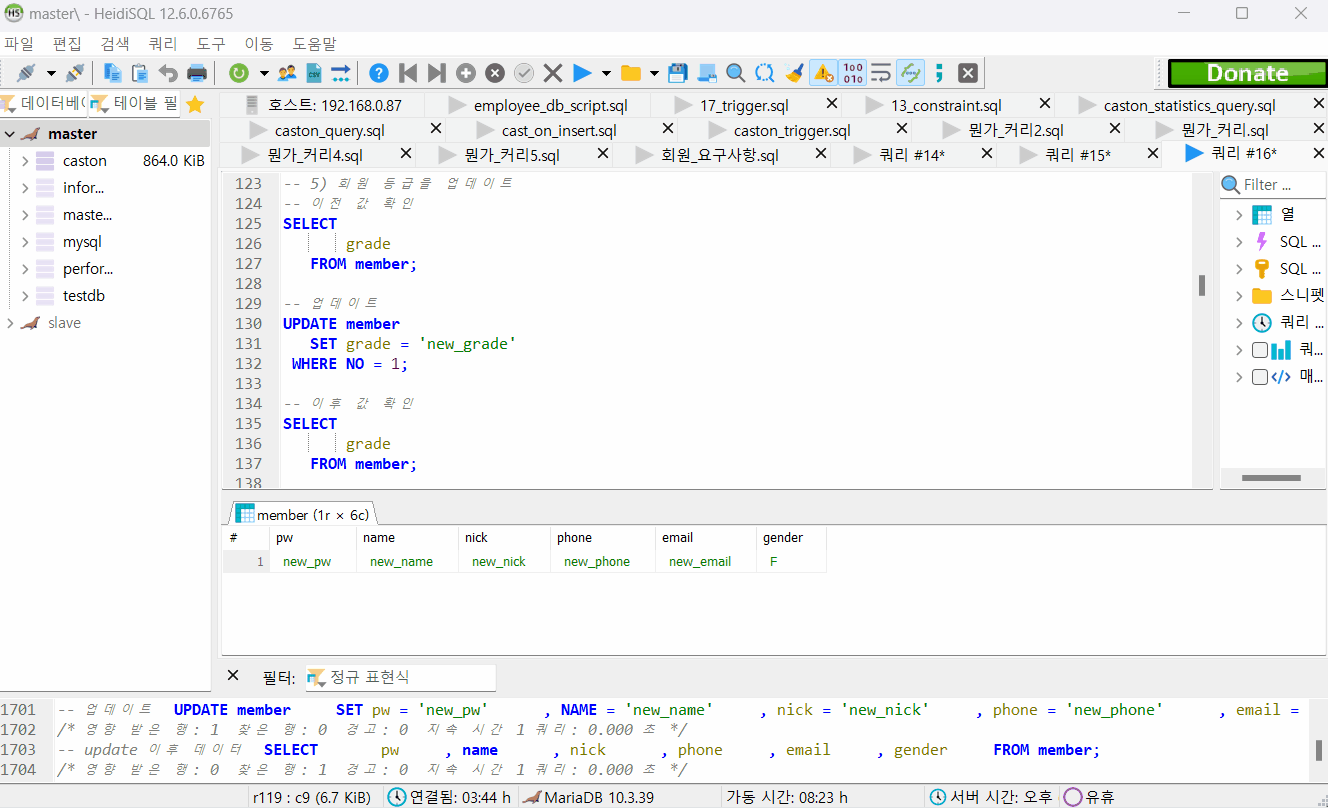 master\ - HeidiSQL 12.6.0.6765
파일 편집 검색 쿼리 도구 이동 도움말
Donate
데이터베( 테이블 필
호스트: 192.168.0.87 employee_db_script.sql 17_trigger.sql 13_constraint.sql caston_statistics_query.sql
caston_query.sql cast_on_insert.sql caston_trigger.sql 뭔가_커리2.sql 뭔가_커리.sql
뭔가_커리4.sql 뭔가_커리5.sql 회원_요구사항.sql 쿼리 #14* 쿼리 #15* 쿼리 #16*
master
caston 864.0 KiB
infor...
maste...
mysql
perfor...
testdb
slave
123 -- 5) 회원 등급을 업데이트
124 -- 이전 값 확인
125 SELECT
126 grade
127 FROM member;
128
129 -- 업데이트
130 UPDATE member
131 SET grade = 'new_grade'
132 WHERE NO = 1;
133
134 -- 이후 값 확인
135 SELECT
136 grade
137 FROM member;
138
Filter ...
열
SQL ...
SQL ...
스니펫
쿼리 ...
쿼...
매...
member (1r × 6c)
# pw name nick phone email gender
1 new_pw new_name new_nick new_phone new_email F
필터: 정규 표현식
1701 -- 업데이트 UPDATE member SET pw = 'new_pw' , NAME = 'new_name' , nick = 'new_nick' , phone = 'new_phone' , email =
1702 /* 영향 받은 행: 1 찾은 행: 0 경고: 0 지속 시간 1 쿼리: 0.000 초 */
1703 -- update 이후 데이터 SELECT pw , name , nick , phone , email , gender FROM member;
1704 /* 영향 받은 행: 0 찾은 행: 1 경고: 0 지속 시간 1 쿼리: 0.000 초 */
r119 : c9 (6.7 KiB) 연결됨: 03:44 h MariaDB 10.3.39 가동 시간: 08:23 h 서버 시간: 오후 유휴